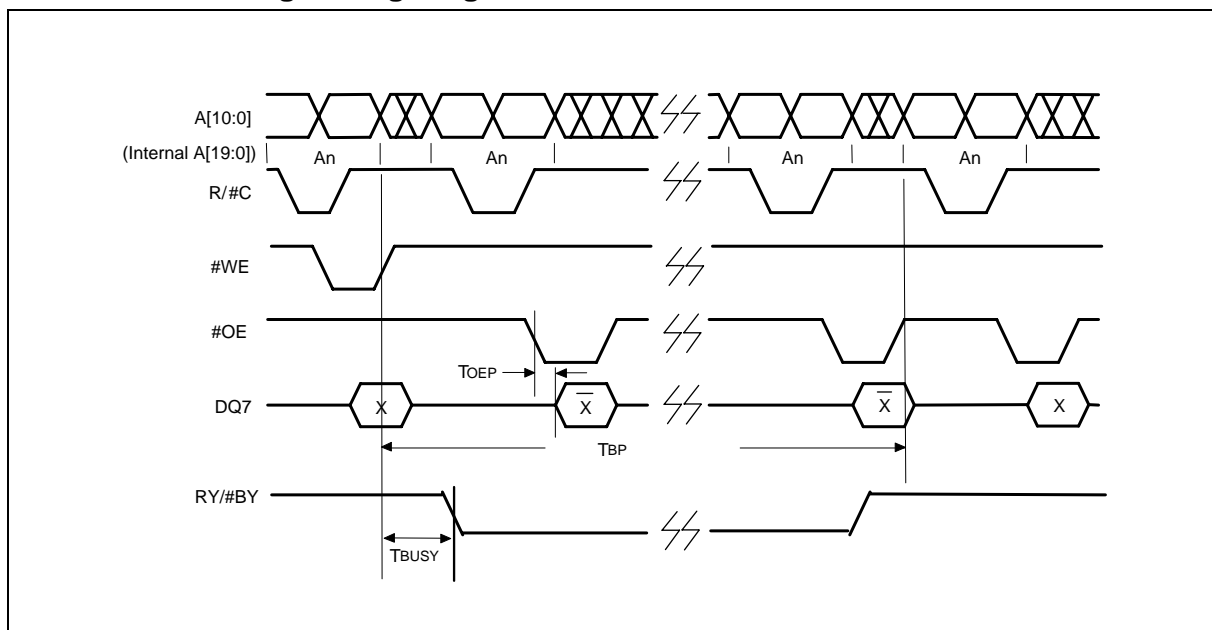 A[10:0]
(Internal A[19:0])
An An An An
R/#C
#WE
#OE
TOEP
DQ7
X X̅ X̅ X
TBP
RY/#BY
TBUSY